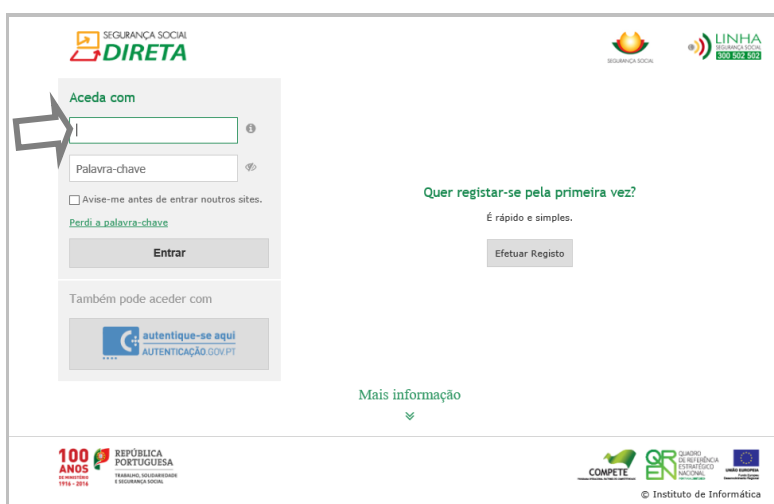 SEGURANÇA SOCIAL
DIRETA
SEGURANÇA SOCIAL
LINHA
SEGURANÇA SOCIAL
300 502 502
Aceda com
Palavra-chave
Avise-me antes de entrar noutros sites.
Perdi a palavra-chave
Entrar
Quer registar-se pela primeira vez?
É rápido e simples.
Efetuar Registo
Também pode aceder com
autentique-se aqui
AUTENTICAÇÃO.GOV.PT
Mais informação
100
ANOS
1916 - 2016
REPÚBLICA
PORTUGUESA
TRABALHO, SOLIDARIEDADE
E SEGURANÇA SOCIAL
COMPETE
QREN
QUADRO
DE REFERÊNCIA
ESTRATÉGICO
NACIONAL
UNIÃO EUROPEIA
© Instituto de Informática